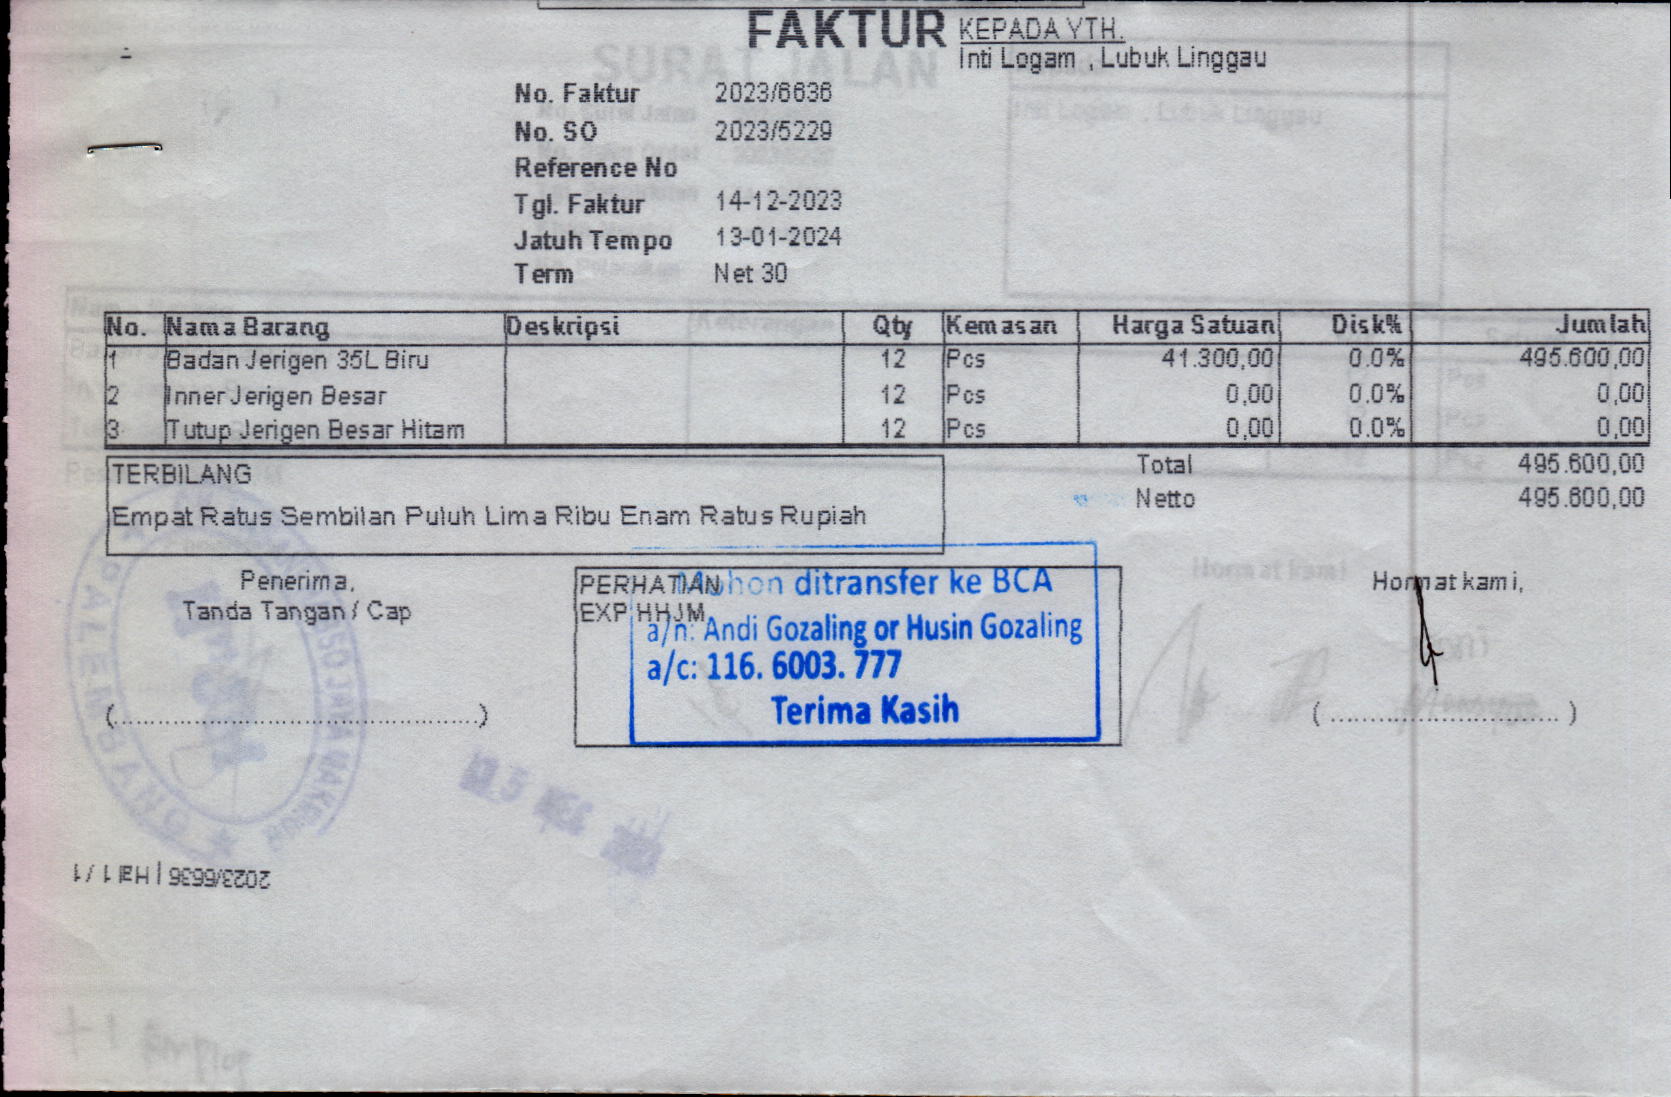 FAKTUR
KEPADA YTH.
Inti Logam , Lubuk Linggau
No. Faktur 2023/6636
No. SO 2023/5229
Reference No
Tgl. Faktur 14-12-2023
Jatuh Tempo 13-01-2024
Term Net 30
No. Nama Barang Deskripsi Qty Kemasan Harga Satuan Disk% Jumlah
1 Badan Jerigen 35L Biru 12 Pcs 41.300,00 0.0% 495.600,00
2 Inner Jerigen Besar 12 Pcs 0,00 0.0% 0,00
3 Tutup Jerigen Besar Hitam 12 Pcs 0,00 0.0% 0,00
TERBILANG
Empat Ratus Sembilan Puluh Lima Ribu Enam Ratus Rupiah
Total 495.600,00
Netto 495.600,00
Penerima,
Tanda Tangan / Cap
(........................................)
PERHATIAN
EXP HHJM
Mohon ditransfer ke BCA
a/n: Andi Gozaling or Husin Gozaling
a/c: 116. 6003. 777
Terima Kasih
Hormat kami,
(............................)
PALEMBANG
2023/6636 | Hal 1 / 1